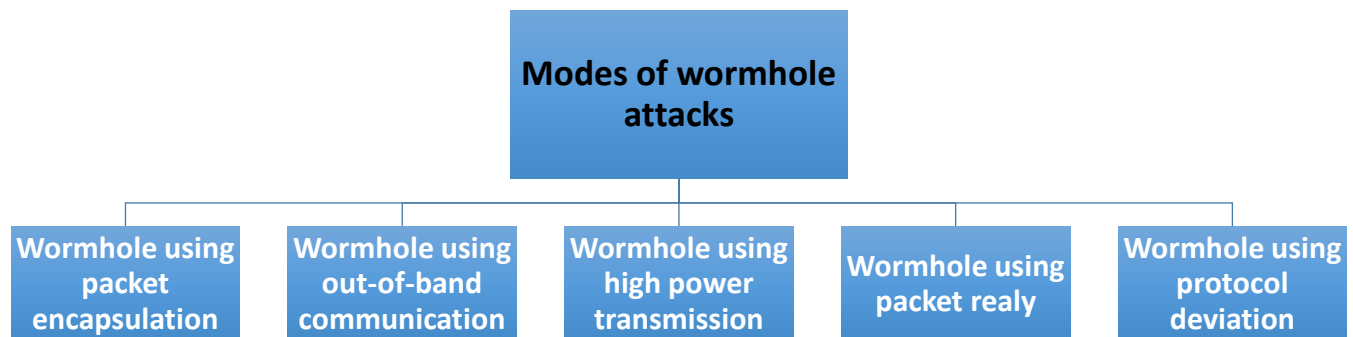 Modes of wormhole
attacks
Wormhole using
packet
encapsulation
Wormhole using
out-of-band
communication
Wormhole using
high power
transmission
Wormhole using
packet realy
Wormhole using
protocol
deviation